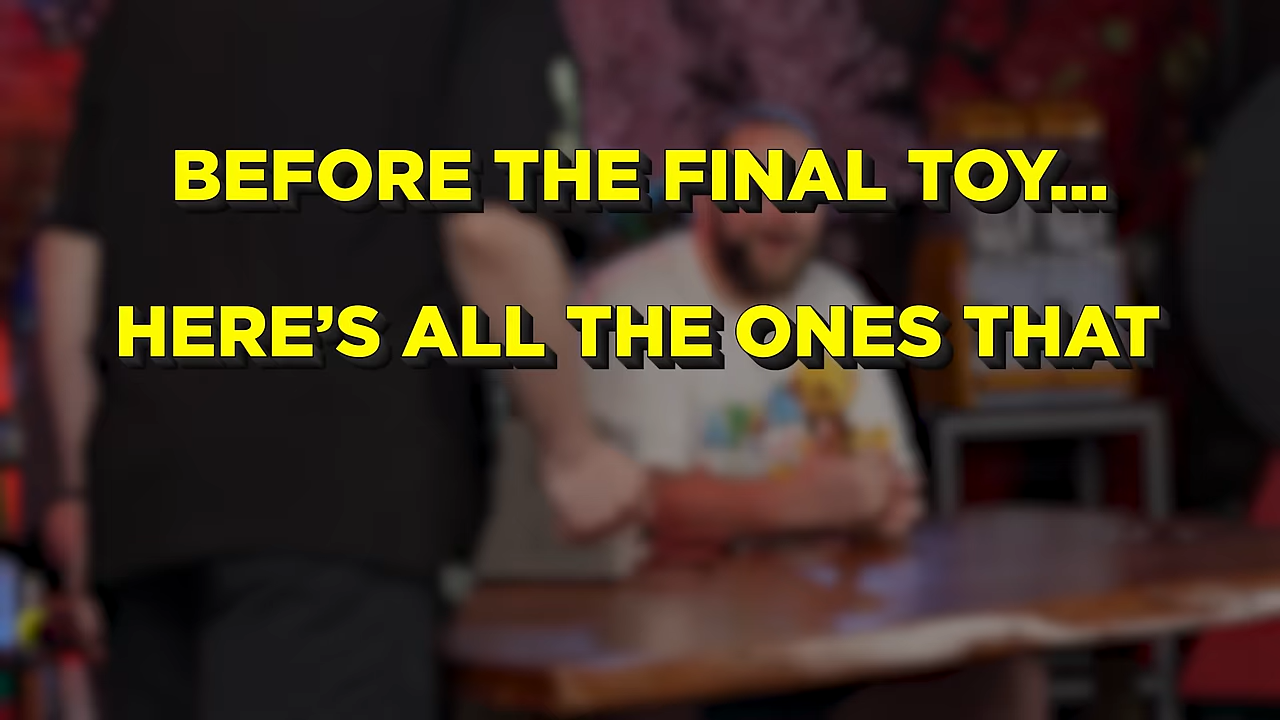 BEFORE THE FINAL TOY...
HERE’S ALL THE ONES THAT